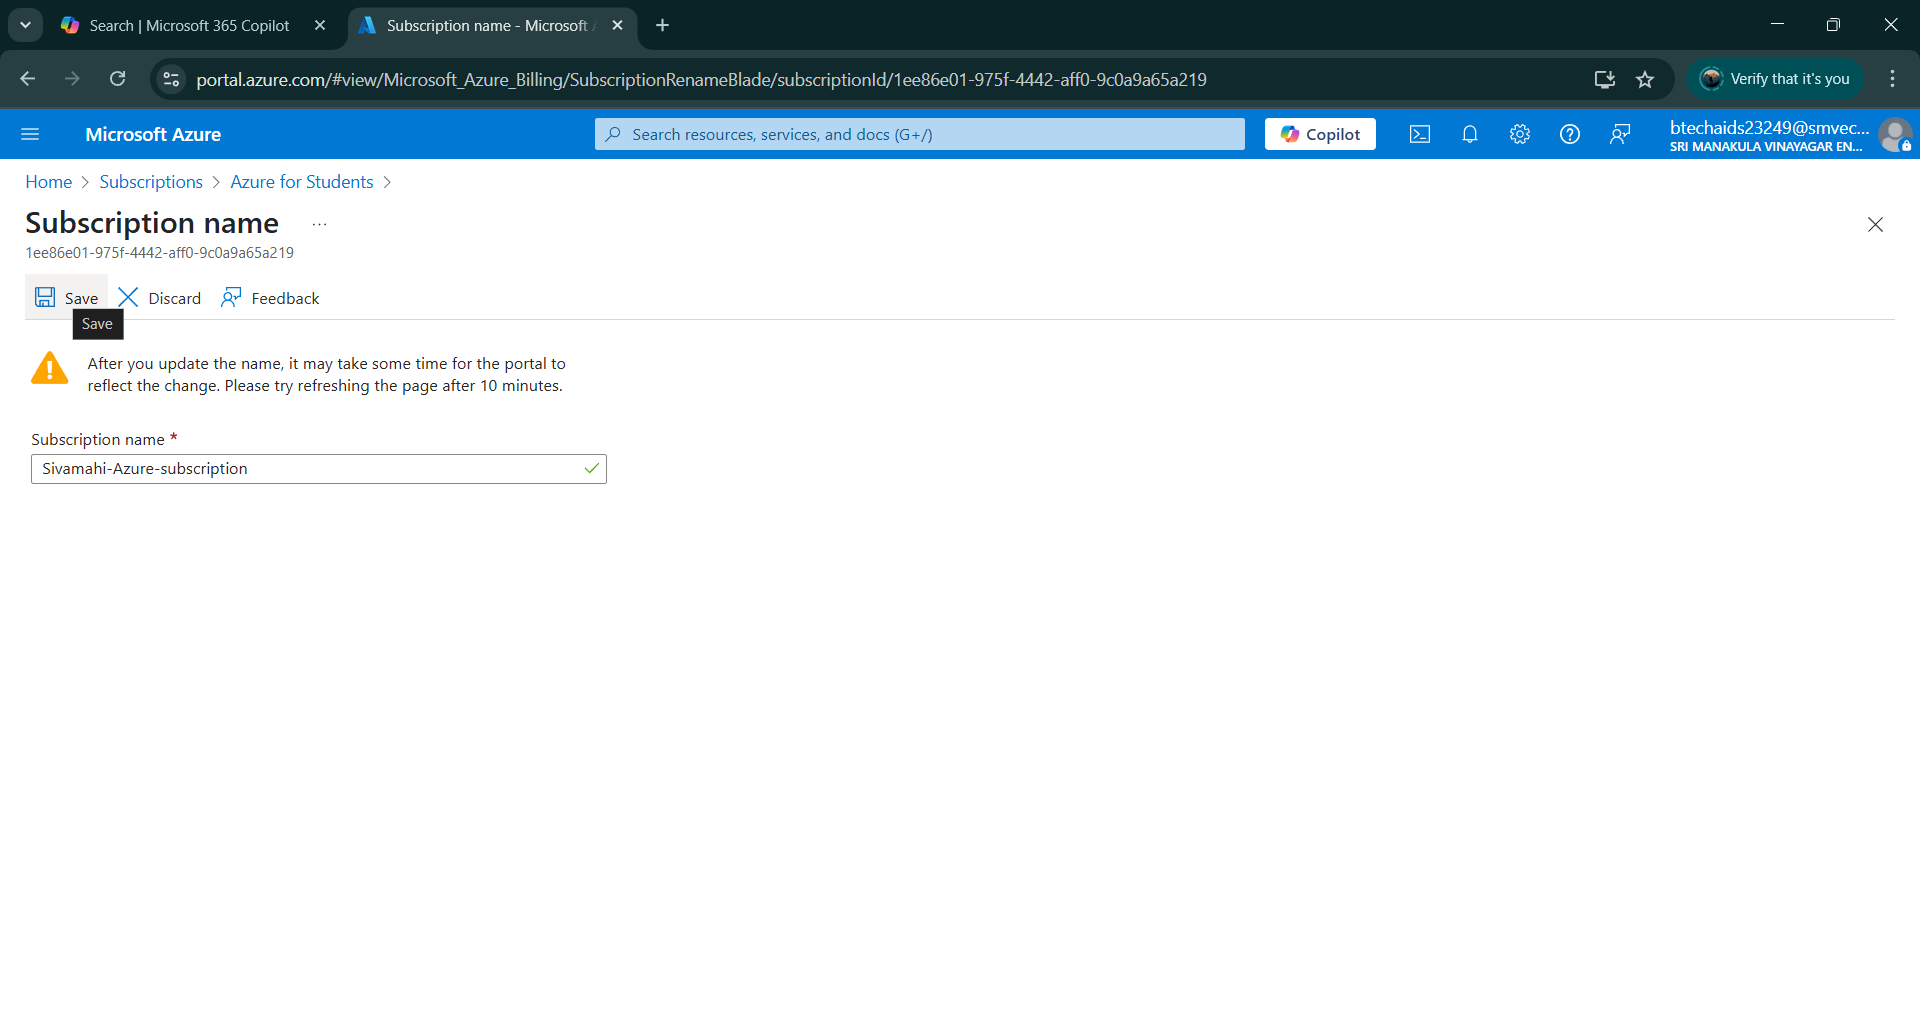 Search | Microsoft 365 Copilot
Subscription name - Microsoft
portal.azure.com/#view/Microsoft_Azure_Billing/SubscriptionRenameBlade/subscriptionId/1ee86e01-975f-4442-aff0-9c0a9a65a219
Verify that it's you
Microsoft Azure
Search resources, services, and docs (G+/)
Copilot
btechaids23249@smvec...
SRI MANAKULA VINAYAGAR EN...
Home > Subscriptions > Azure for Students >
Subscription name ...
1ee86e01-975f-4442-aff0-9c0a9a65a219
Save Discard Feedback
Save
After you update the name, it may take some time for the portal to
reflect the change. Please try refreshing the page after 10 minutes.
Subscription name *
Sivamahi-Azure-subscription